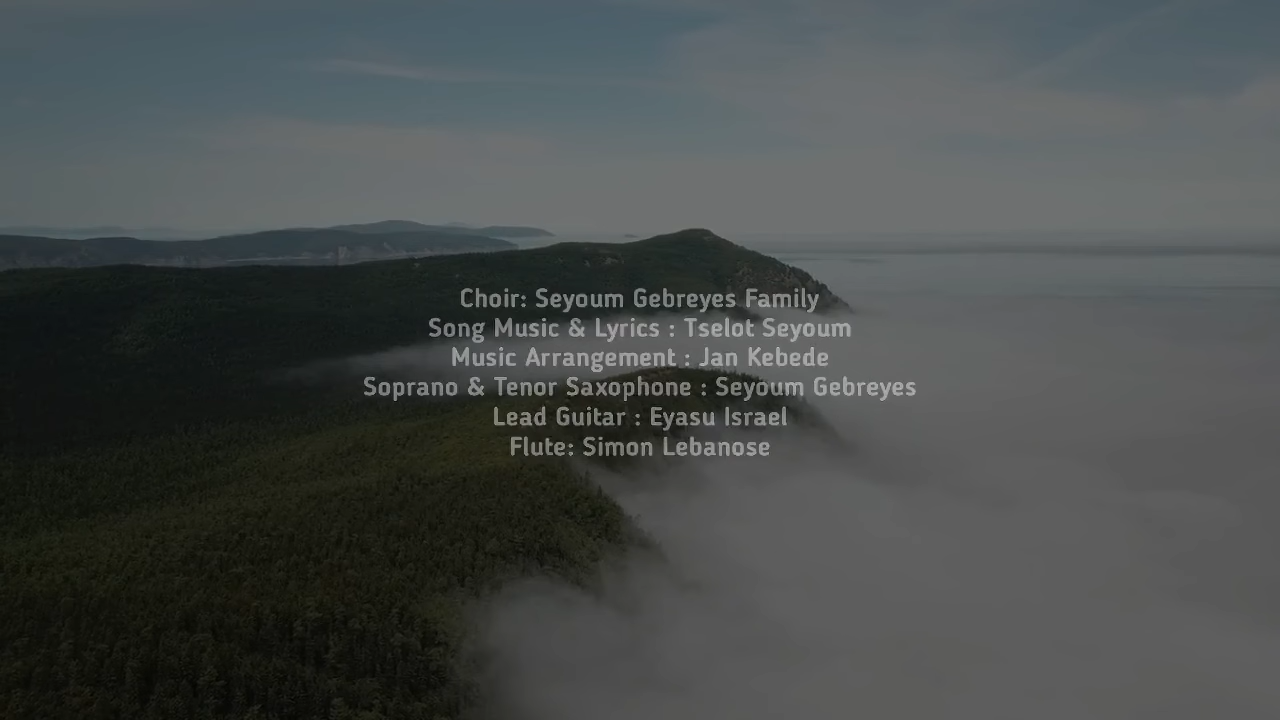 Choir: Seyoum Gebreyes Family
Song Music & Lyrics : Tselot Seyoum
Music Arrangement : Jan Kebede
Soprano & Tenor Saxophone : Seyoum Gebreyes
Lead Guitar : Eyasu Israel
Flute: Simon Lebanose